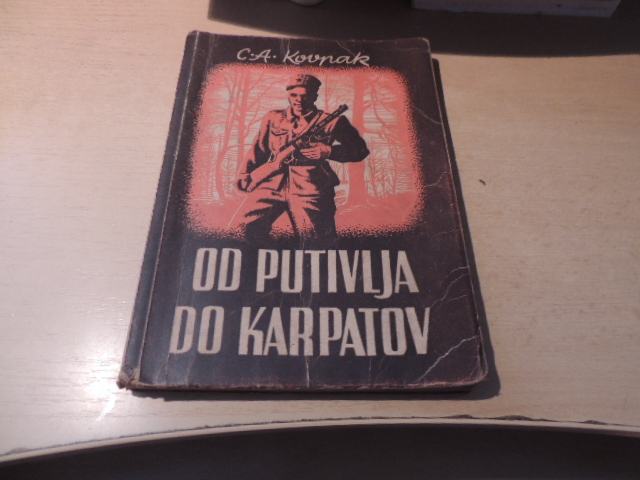 C. A. Kovpak
OD PUTIVLJA
DO KARPATOV